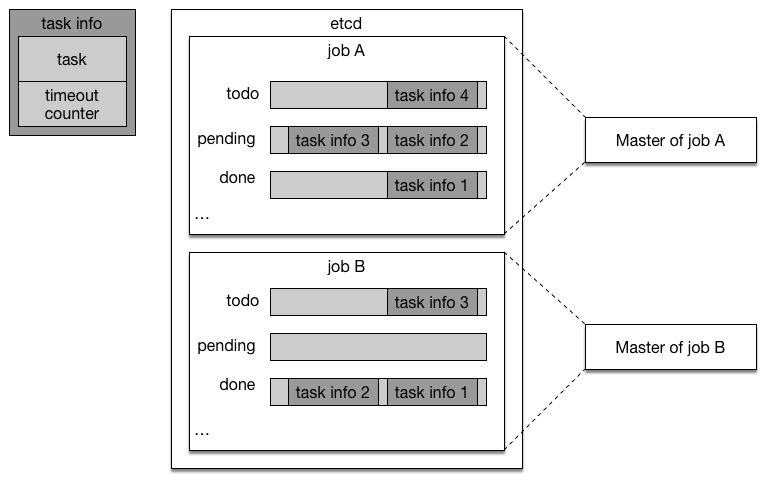 task info
task
timeout
counter
etcd
job A
todo
task info 4
pending
task info 3
task info 2
done
task info 1
...
Master of job A
job B
todo
task info 3
pending
done
task info 2
task info 1
...
Master of job B